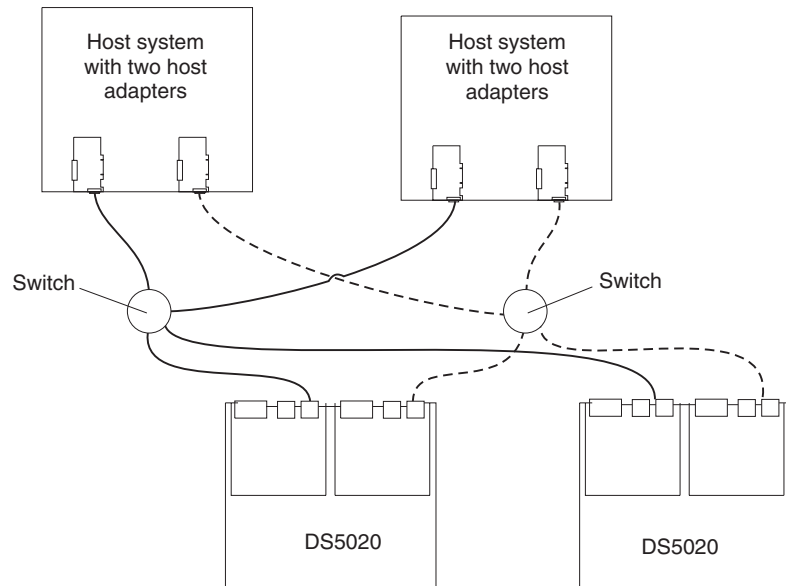 Host system
with two host
adapters
Host system
with two host
adapters
Switch
Switch
DS5020
DS5020